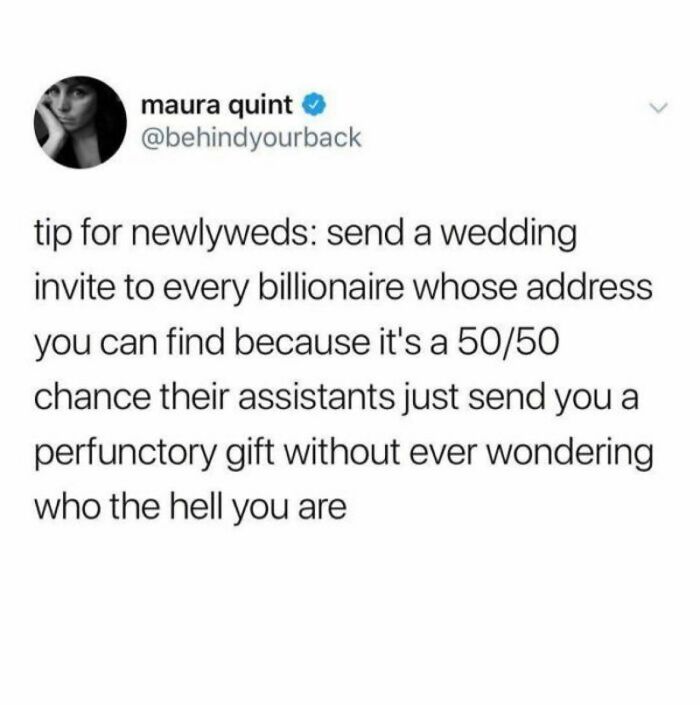 maura quint
@behindyourback
tip for newlyweds: send a wedding
invite to every billionaire whose address
you can find because it's a 50/50
chance their assistants just send you a
perfunctory gift without ever wondering
who the hell you are